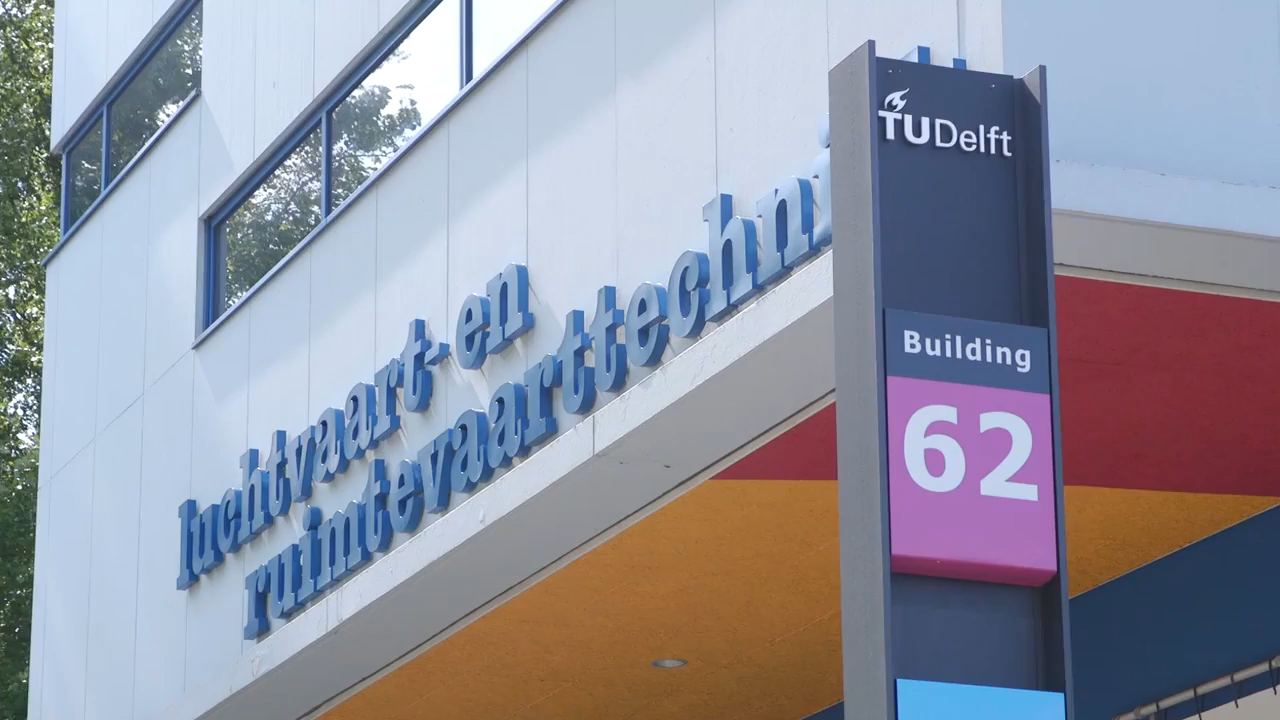 luchtvaart- en
ruimtevaarttechni
TUDelft
Building
62